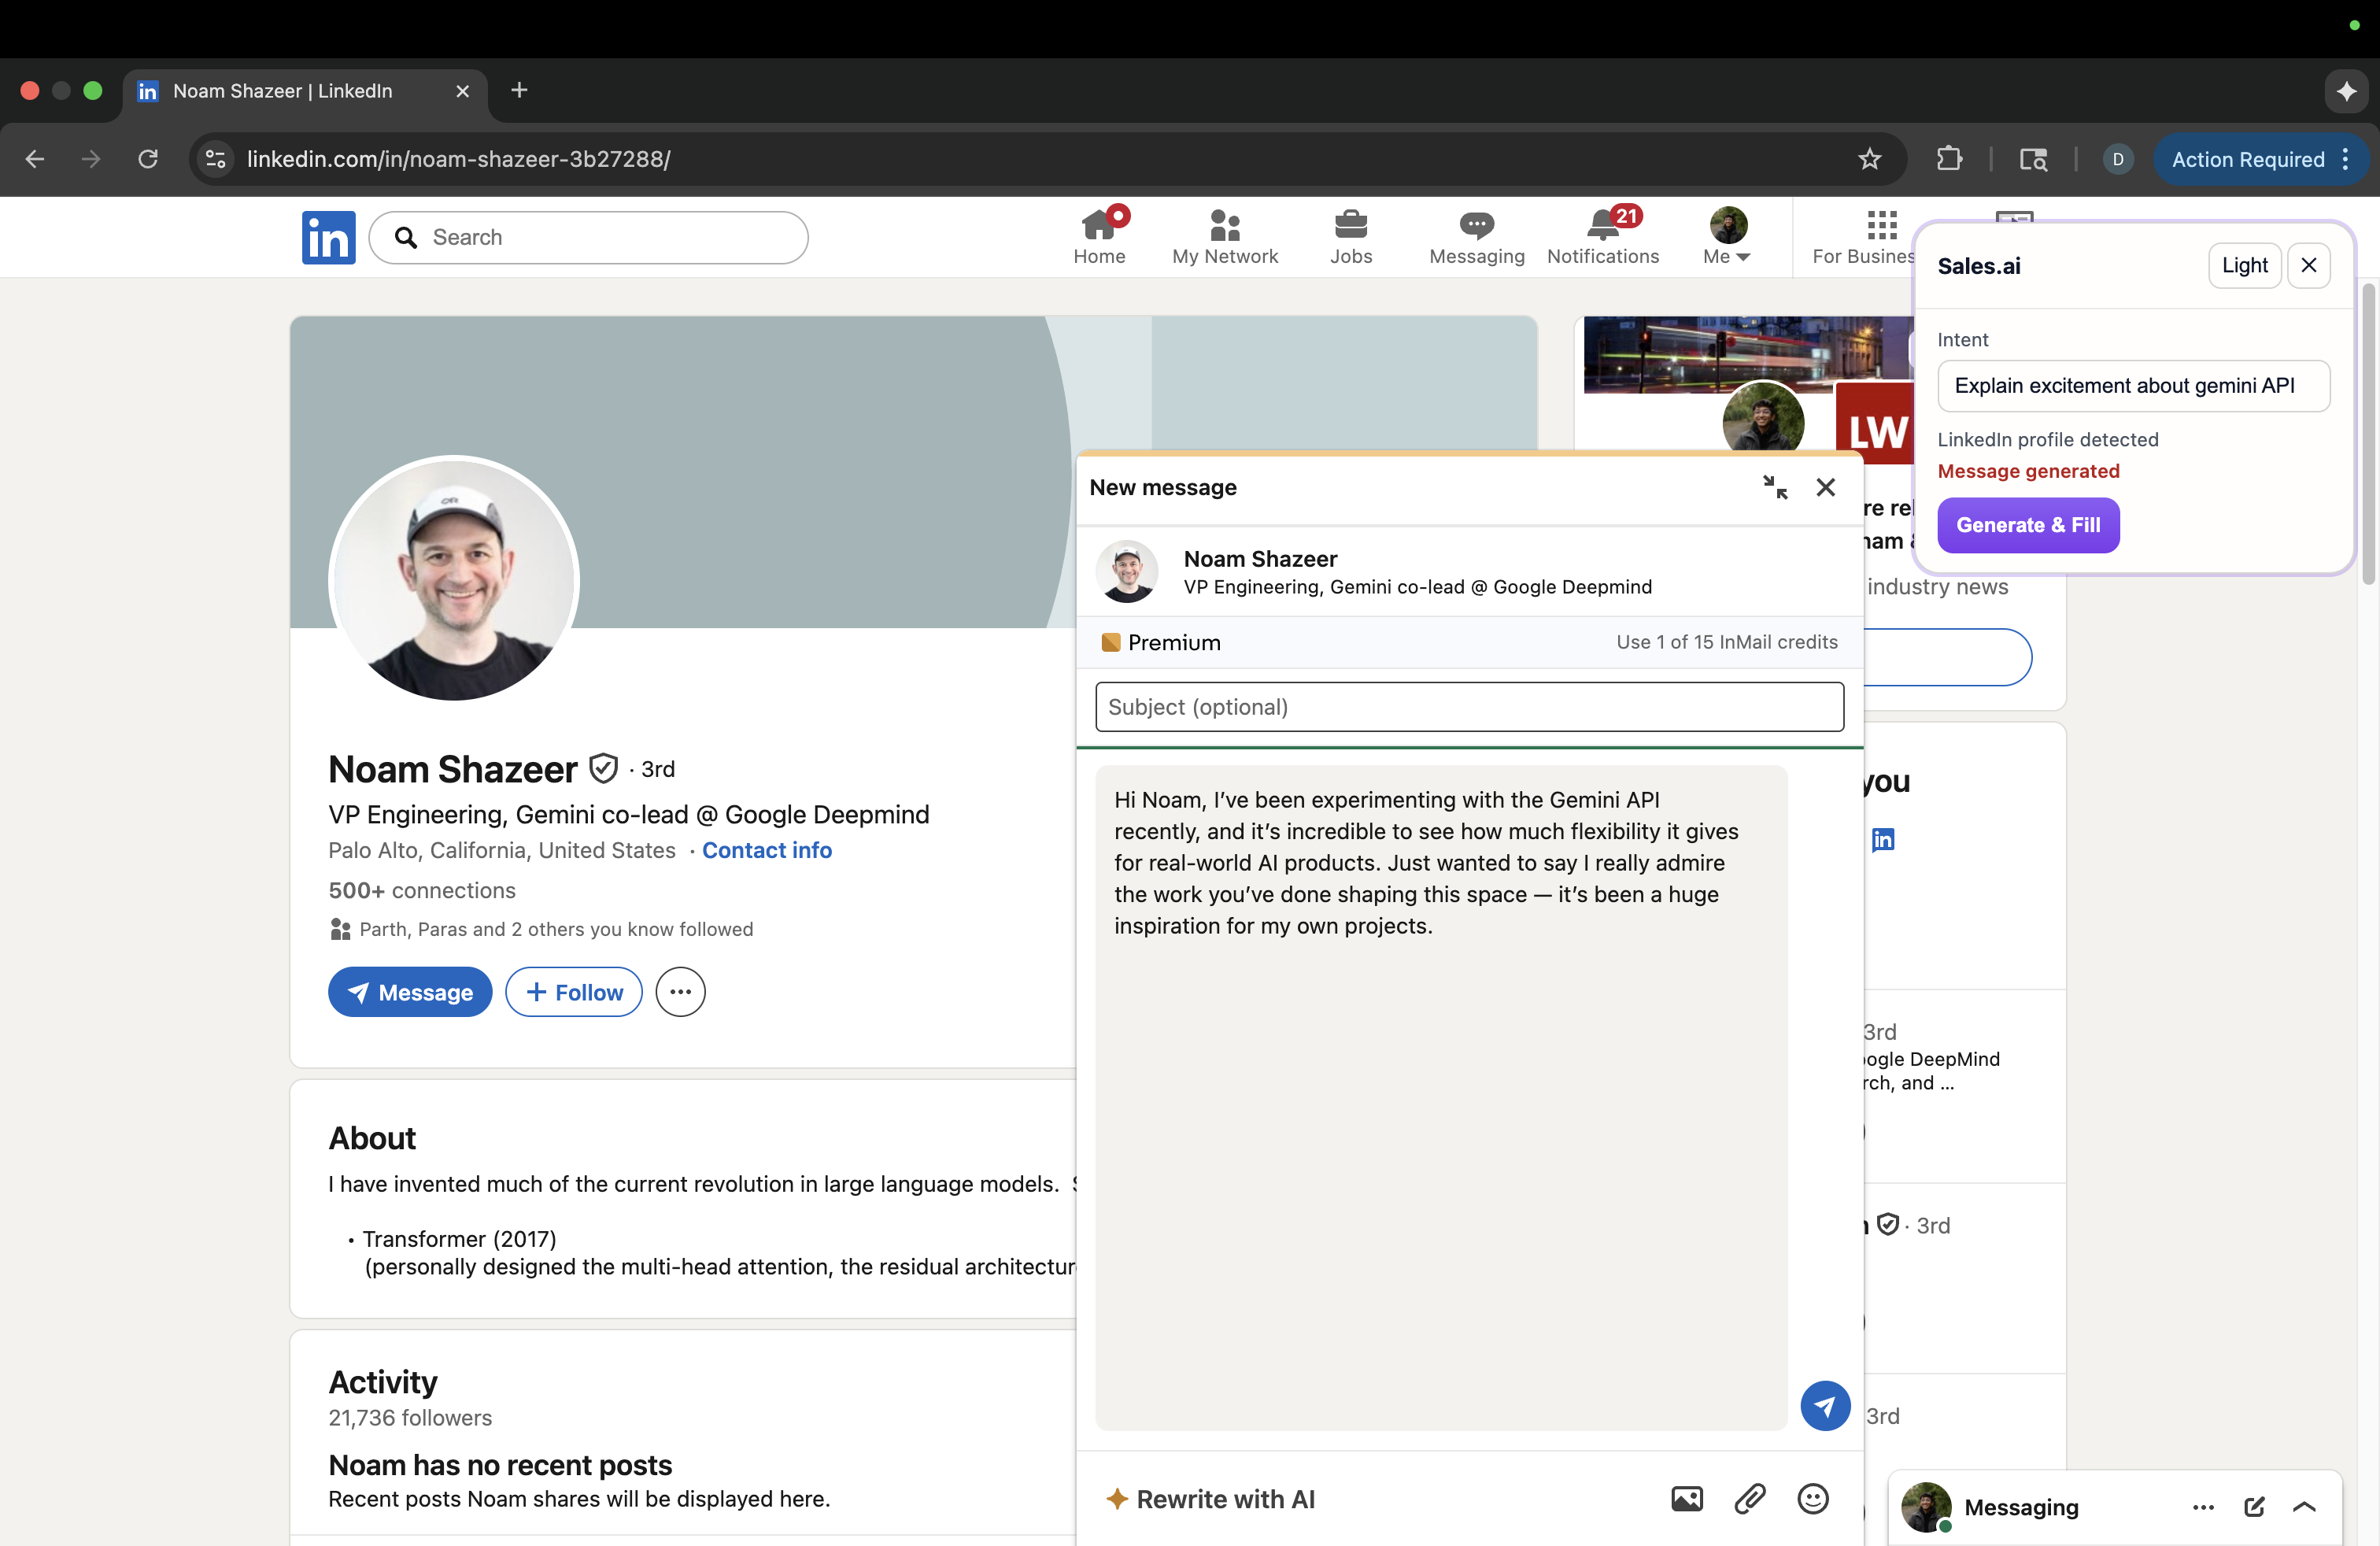 Noam Shazeer | LinkedIn
linkedin.com/in/noam-shazeer-3b27288/
D
Action Required
in
Search
Home
My Network
Jobs
Messaging
21
Notifications
Me
For Busines
Sales.ai
Light
Intent
Explain excitement about gemini API
LinkedIn profile detected
Message generated
Generate & Fill
LW
re rel
ham &
industry news
OR
Noam Shazeer · 3rd
VP Engineering, Gemini co-lead @ Google Deepmind
Palo Alto, California, United States · Contact info
500+ connections
Parth, Paras and 2 others you know followed
Message
Follow
About
I have invented much of the current revolution in large language models.
• Transformer (2017)
(personally designed the multi-head attention, the residual architectur
Activity
21,736 followers
Noam has no recent posts
Recent posts Noam shares will be displayed here.
New message
Noam Shazeer
VP Engineering, Gemini co-lead @ Google Deepmind
Premium
Use 1 of 15 InMail credits
Subject (optional)
Hi Noam, I’ve been experimenting with the Gemini API
recently, and it’s incredible to see how much flexibility it gives
for real-world AI products. Just wanted to say I really admire
the work you’ve done shaping this space — it’s been a huge
inspiration for my own projects.
Rewrite with AI
you
in
3rd
ogle DeepMind
rch, and ...
· 3rd
3rd
Messaging